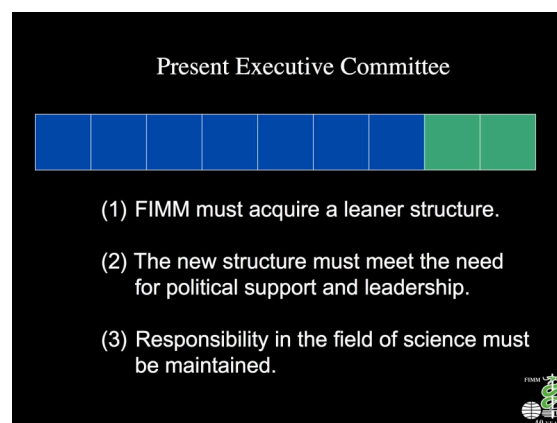 Present Executive Committee
(1) FIMM must acquire a leaner structure.
(2) The new structure must meet the need
for political support and leadership.
(3) Responsibility in the field of science must
be maintained.
FIMM